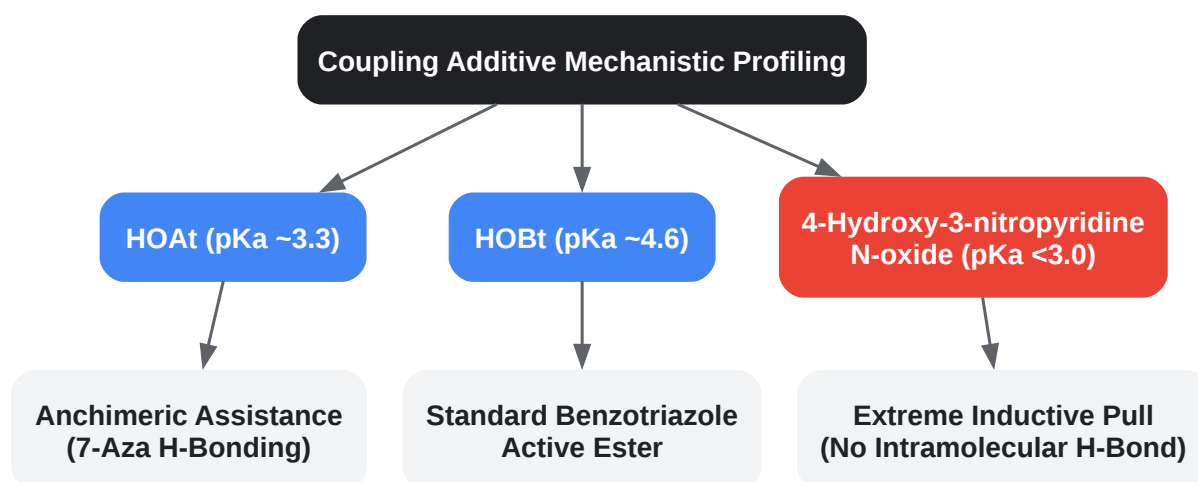 Coupling Additive Mechanistic Profiling
HOAt (pKa ~3.3)
HOBt (pKa ~4.6)
4-Hydroxy-3-nitropyridine
N-oxide (pKa <3.0)
Anchimeric Assistance
(7-Aza H-Bonding)
Standard Benzotriazole
Active Ester
Extreme Inductive Pull
(No Intramolecular H-Bond)